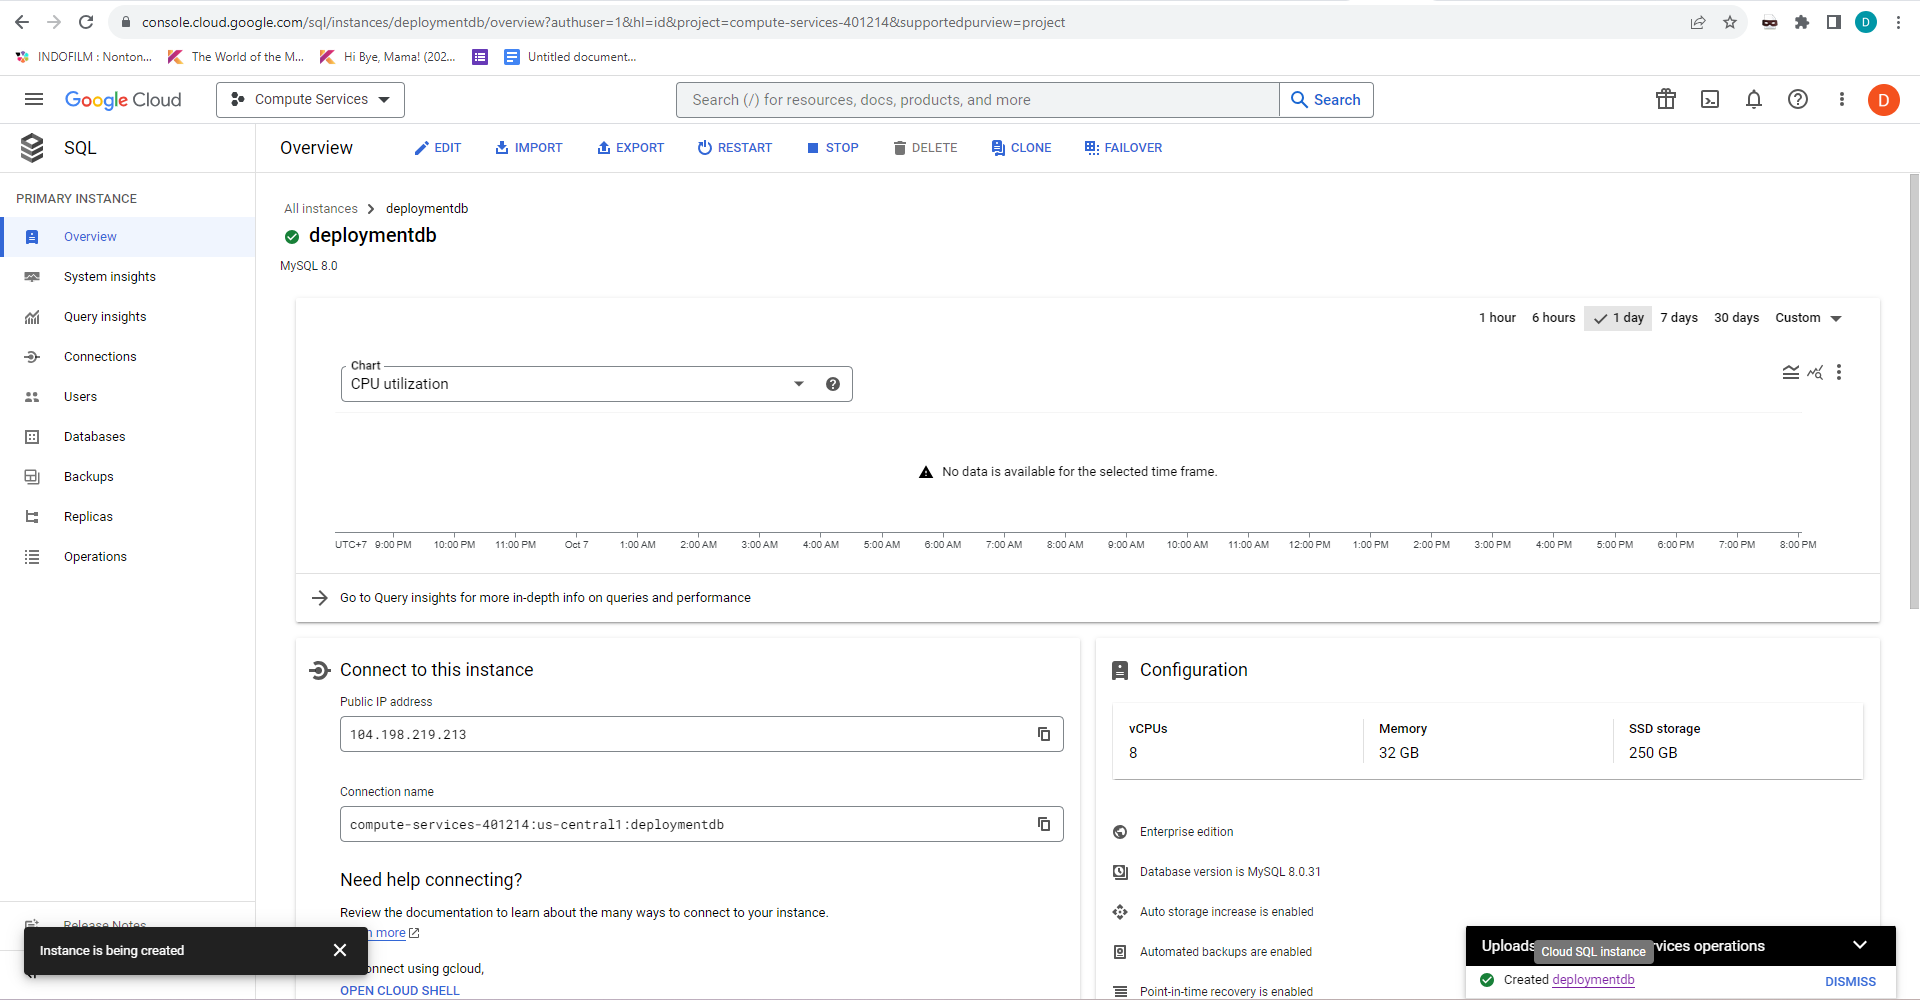 console.cloud.google.com/sql/instances/deploymentdb/overview?authuser=1&hl=id&project=compute-services-401214&supportedpurview=project
D
INDOFILM : Nonton...
The World of the M...
Hi Bye, Mama! (202...
Untitled document...
Google Cloud
Compute Services
Search (/) for resources, docs, products, and more
Search
D
SQL
Overview
EDIT
IMPORT
EXPORT
RESTART
STOP
DELETE
CLONE
FAILOVER
PRIMARY INSTANCE
Overview
System insights
Query insights
Connections
Users
Databases
Backups
Replicas
Operations
Release Notes
All instances
deploymentdb
deploymentdb
MySQL 8.0
1 hour
6 hours
1 day
7 days
30 days
Custom
Chart
CPU utilization
No data is available for the selected time frame.
UTC+7 9:00 PM 10:00 PM 11:00 PM Oct 7 1:00 AM 2:00 AM 3:00 AM 4:00 AM 5:00 AM 6:00 AM 7:00 AM 8:00 AM 9:00 AM 10:00 AM 11:00 AM 12:00 PM 1:00 PM 2:00 PM 3:00 PM 4:00 PM 5:00 PM 6:00 PM 7:00 PM 8:00 PM
Go to Query insights for more in-depth info on queries and performance
Connect to this instance
Public IP address
104.198.219.213
Connection name
compute-services-401214:us-central1:deploymentdb
Need help connecting?
Review the documentation to learn about the many ways to connect to your instance.
more
onnect using gcloud,
OPEN CLOUD SHELL
Configuration
vCPUs
8
Memory
32 GB
SSD storage
250 GB
Enterprise edition
Database version is MySQL 8.0.31
Auto storage increase is enabled
Automated backups are enabled
Point-in-time recovery is enabled
Instance is being created
Uploads
vices operations
Cloud SQL instance
Created deploymentdb
DISMISS